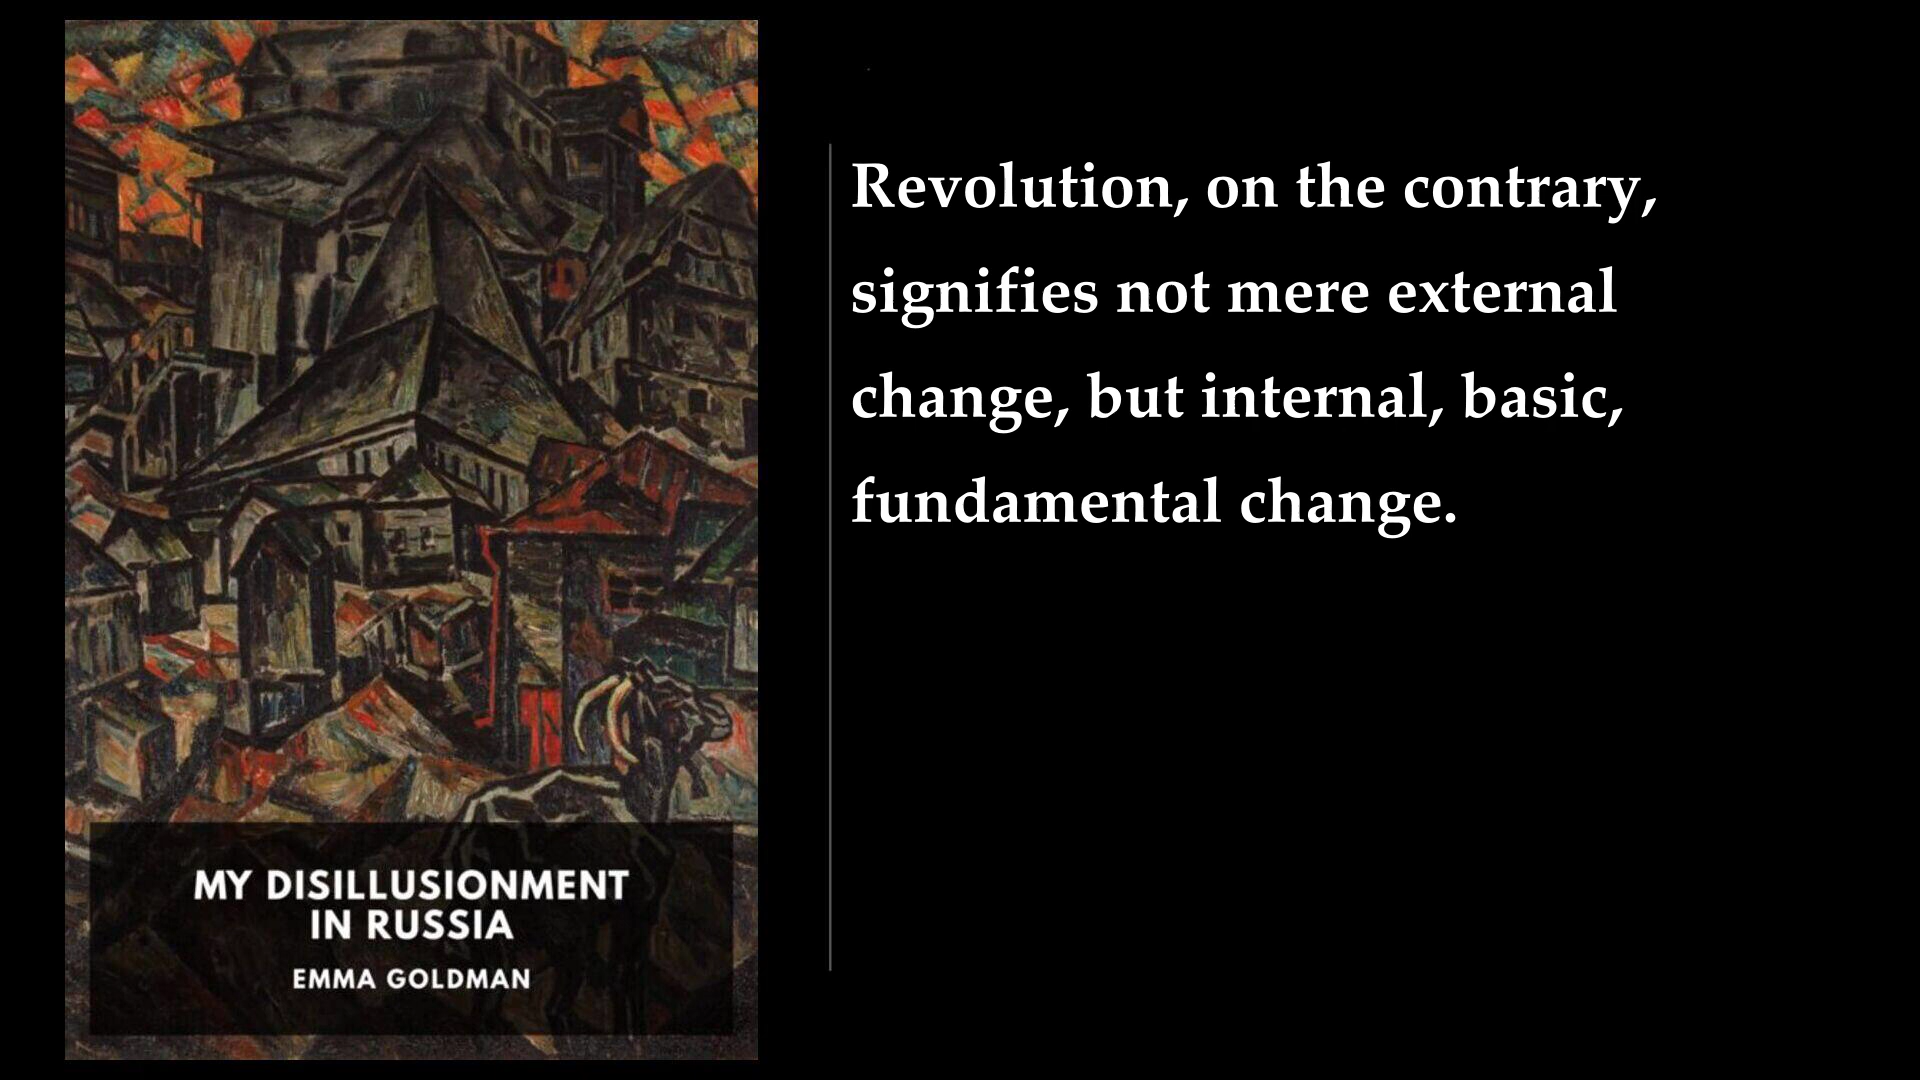 MY DISILLUSIONMENT
IN RUSSIA
EMMA GOLDMAN
Revolution, on the contrary,
signifies not mere external
change, but internal, basic,
fundamental change.